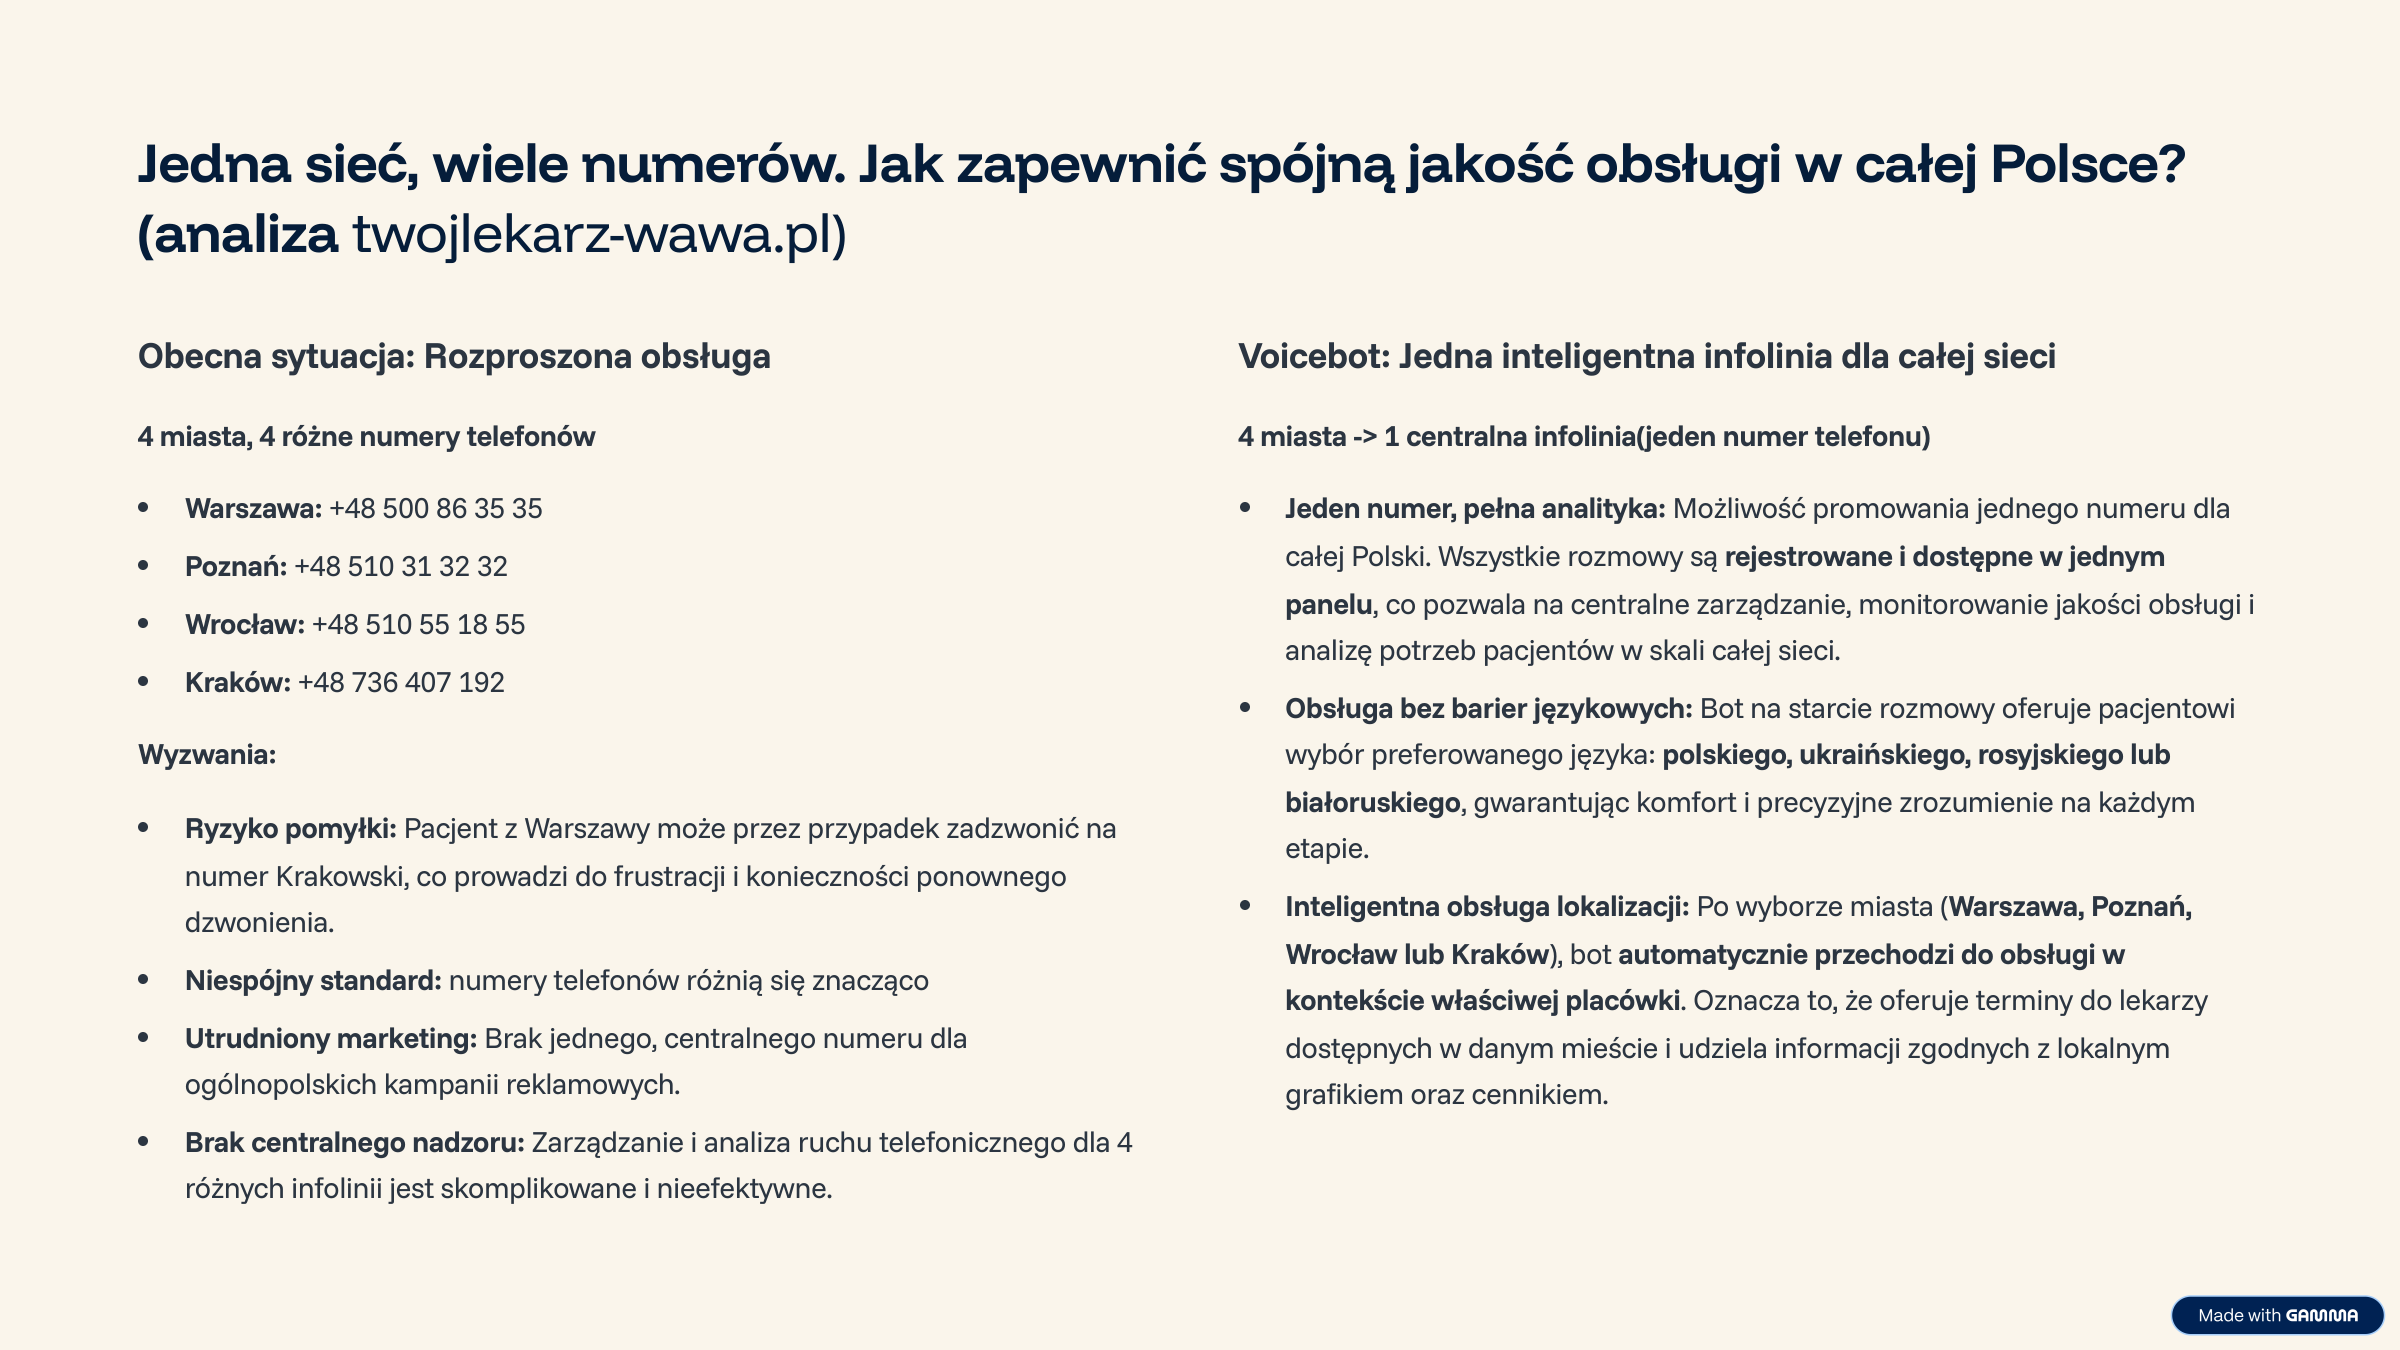 Jedna sieć, wiele numerów. Jak zapewnić spójną jakość obsługi w całej Polsce?
(analiza twojlekarz-wawa.pl)
Obecna sytuacja: Rozproszona obsługa
4 miasta, 4 różne numery telefonów
• Warszawa: +48 500 86 35 35
• Poznań: +48 510 31 32 32
• Wrocław: +48 510 55 18 55
• Kraków: +48 736 407 192
Wyzwania:
• Ryzyko pomyłki: Pacjent z Warszawy może przez przypadek zadzwonić na
numer Krakowski, co prowadzi do frustracji i konieczności ponownego
dzwonienia.
• Niespójny standard: numery telefonów różnią się znacząco
• Utrudniony marketing: Brak jednego, centralnego numeru dla
ogólnopolskich kampanii reklamowych.
• Brak centralnego nadzoru: Zarządzanie i analiza ruchu telefonicznego dla 4
różnych infolinii jest skomplikowane i nieefektywne.
Voicebot: Jedna inteligentna infolinia dla całej sieci
4 miasta -> 1 centralna infolinia(jeden numer telefonu)
• Jeden numer, pełna analityka: Możliwość promowania jednego numeru dla
całej Polski. Wszystkie rozmowy są rejestrowane i dostępne w jednym
panelu, co pozwala na centralne zarządzanie, monitorowanie jakości obsługi i
analizę potrzeb pacjentów w skali całej sieci.
• Obsługa bez barier językowych: Bot na starcie rozmowy oferuje pacjentowi
wybór preferowanego języka: polskiego, ukraińskiego, rosyjskiego lub
białoruskiego, gwarantując komfort i precyzyjne zrozumienie na każdym
etapie.
• Inteligentna obsługa lokalizacji: Po wyborze miasta (Warszawa, Poznań,
Wrocław lub Kraków), bot automatycznie przechodzi do obsługi w
kontekście właściwej placówki. Oznacza to, że oferuje terminy do lekarzy
dostępnych w danym mieście i udziela informacji zgodnych z lokalnym
grafikiem oraz cennikiem.
Made with GAMMA